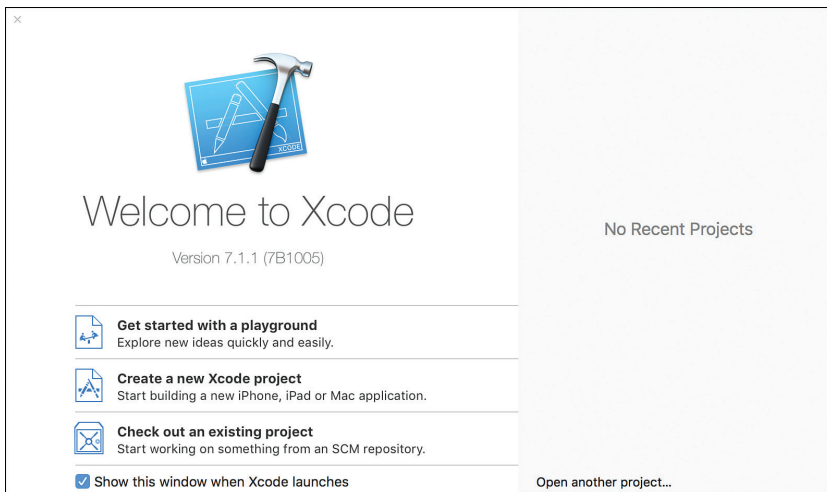 XCODE
Welcome to Xcode
Version 7.1.1 (7B1005)
Get started with a playground
Explore new ideas quickly and easily.
Create a new Xcode project
Start building a new iPhone, iPad or Mac application.
Check out an existing project
Start working on something from an SCM repository.
Show this window when Xcode launches
No Recent Projects
Open another project...